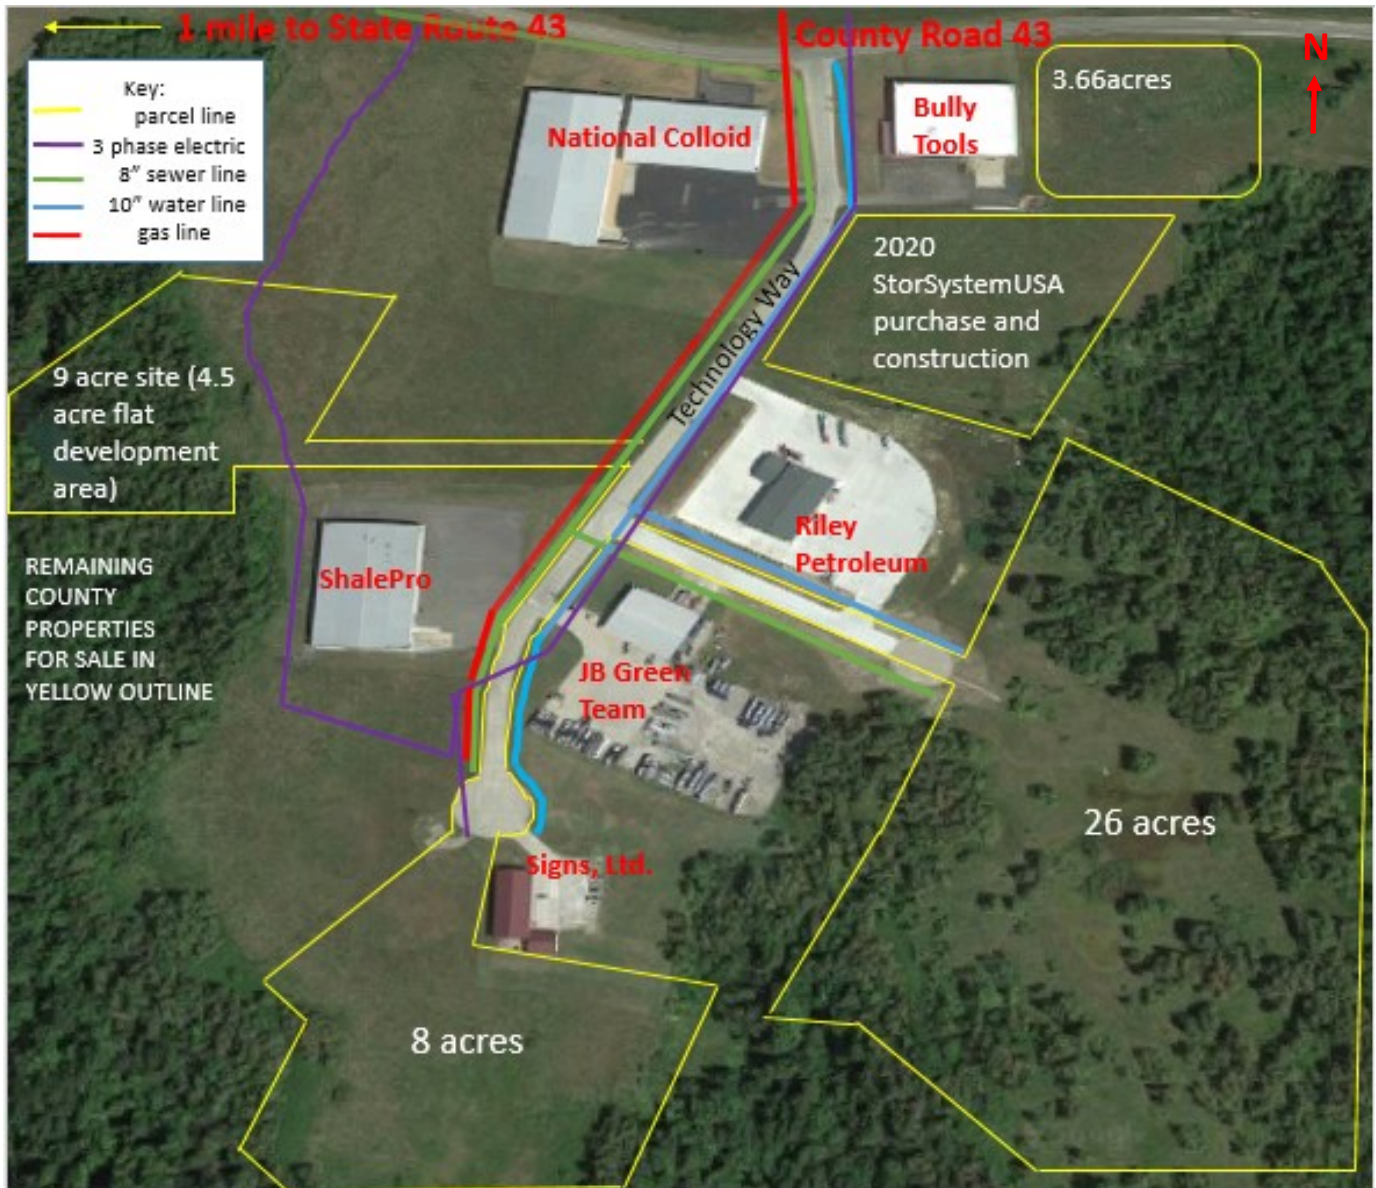 1 mile to State Route 43
County Road 43
N
Key:
parcel line
3 phase electric
8” sewer line
10” water line
gas line
National Colloid
Bully
Tools
3.66acres
2020
StorSystemUSA
purchase and
construction
Technology Way
9 acre site (4.5
acre flat
development
area)
Riley
Petroleum
ShalePro
REMAINING
COUNTY
PROPERTIES
FOR SALE IN
YELLOW OUTLINE
JB Green
Team
26 acres
Signs, Ltd.
8 acres